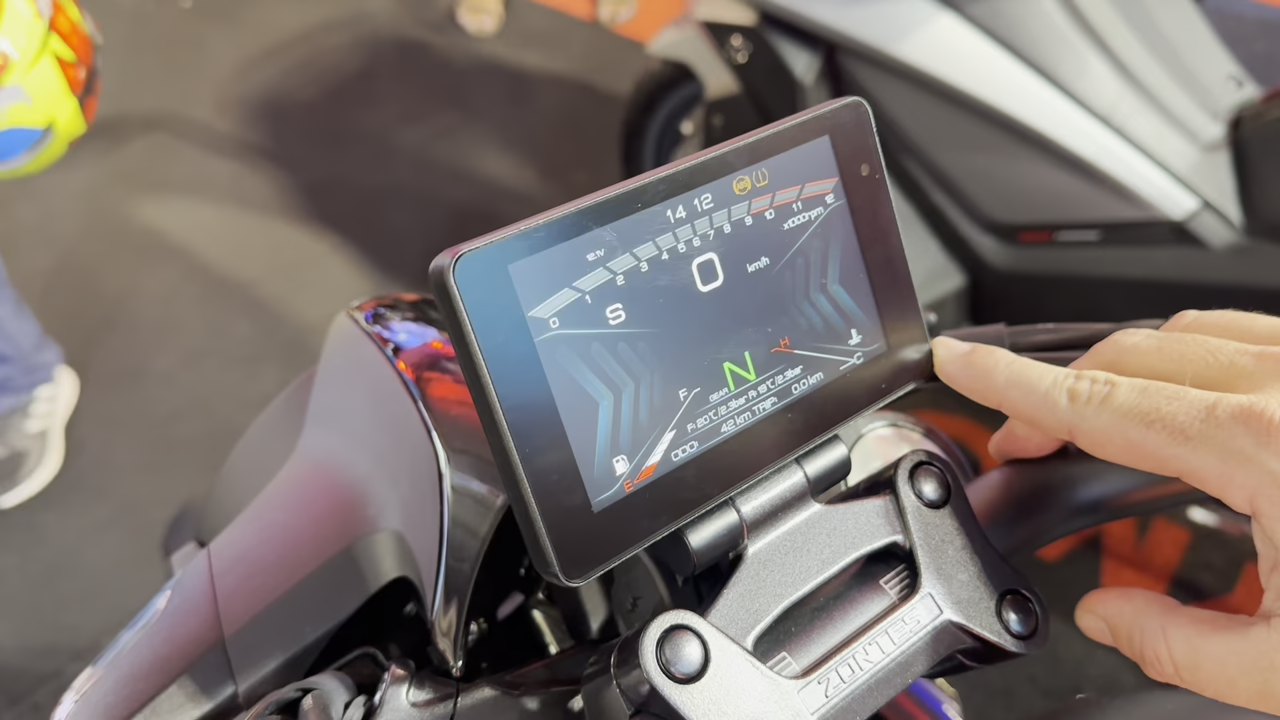 14 12
ABS
12.1V
0 1 2 3 4 5 6 7 8 9 10 11 12
x1000rpm
S
0 km/h
GEAR N
H
C
F
E
F: 20℃/2.3bar R: 19℃/2.3bar
ODO: 42 km TRIP: 0.0 km
ZONTES